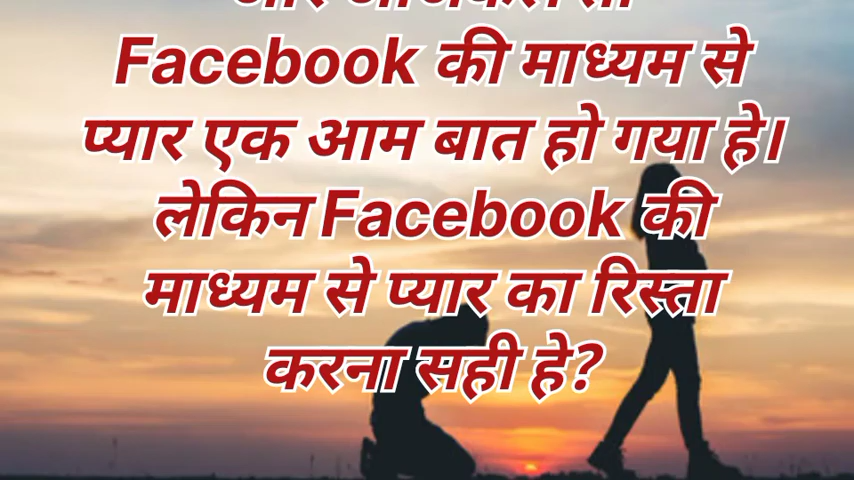 Facebook की माध्यम से
प्यार एक आम बात हो गया हे।
लेकिन Facebook की
माध्यम से प्यार का रिस्ता
करना सही हे?